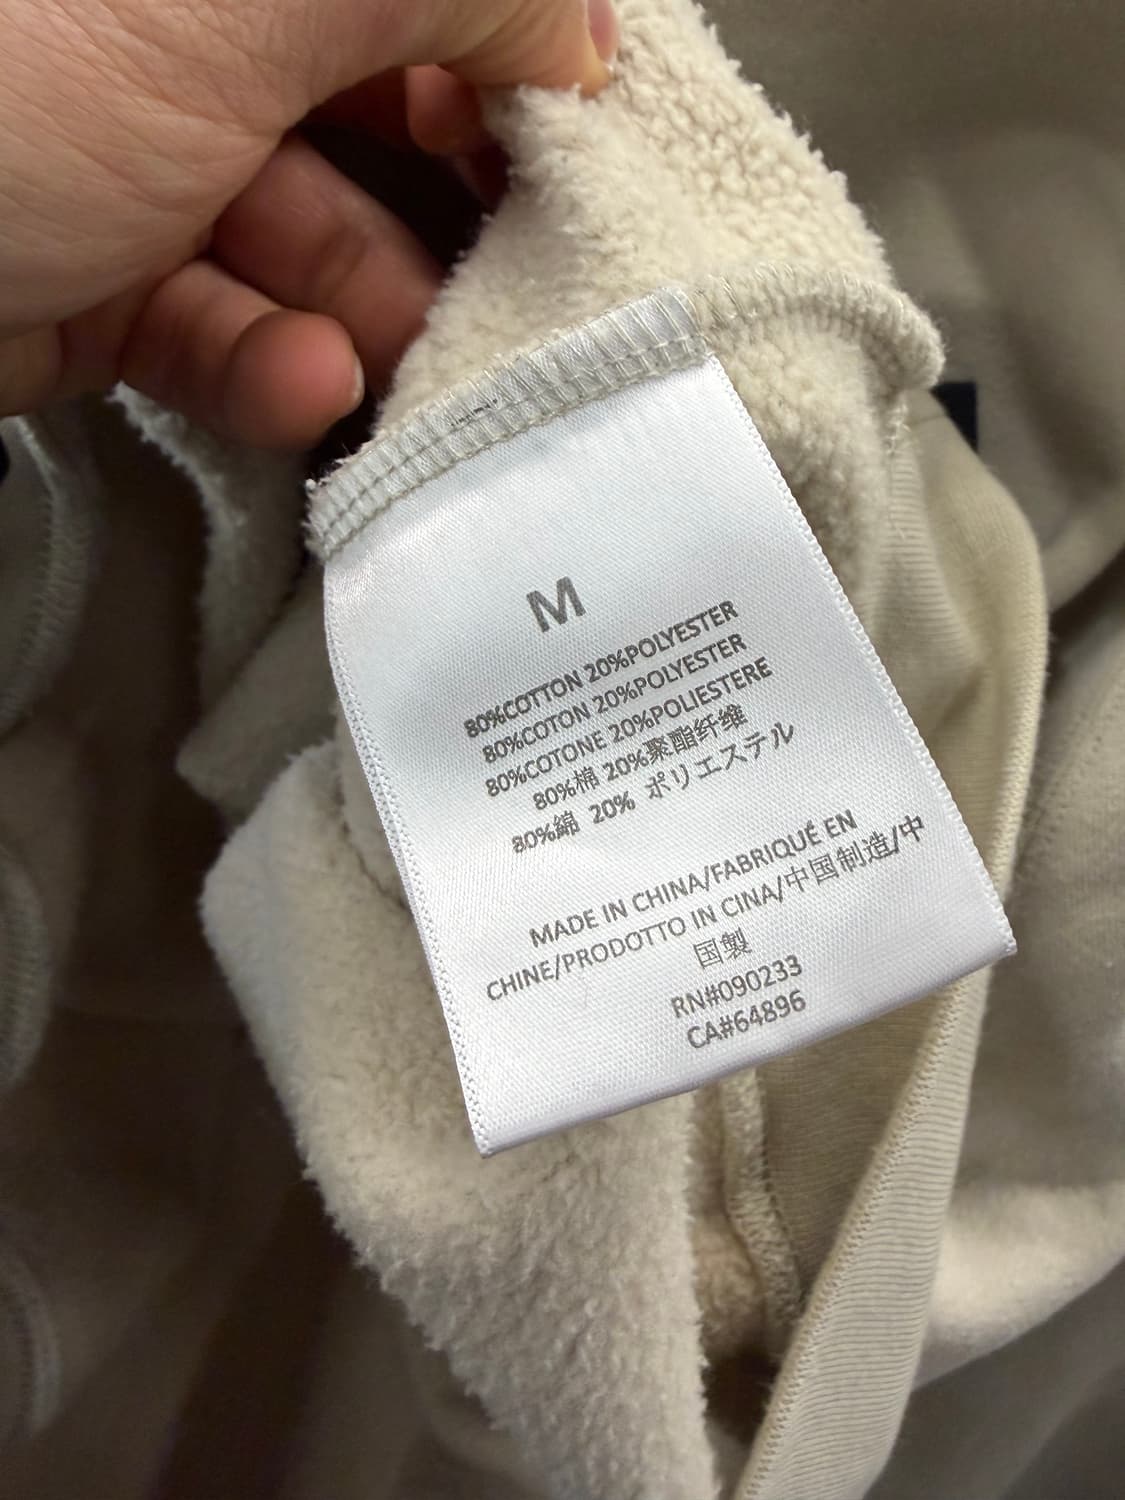 M
80%COTTON 20%POLYESTER
80%COTON 20%POLYESTER
80%COTONE 20%POLIESTERE
80%棉 20%聚酯纤维
80%綿 20% ポリエステル
MADE IN CHINA/FABRIQUÉ EN
CHINE/PRODOTTO IN CINA/中国制造/中
国製
RN#090233
CA#64896